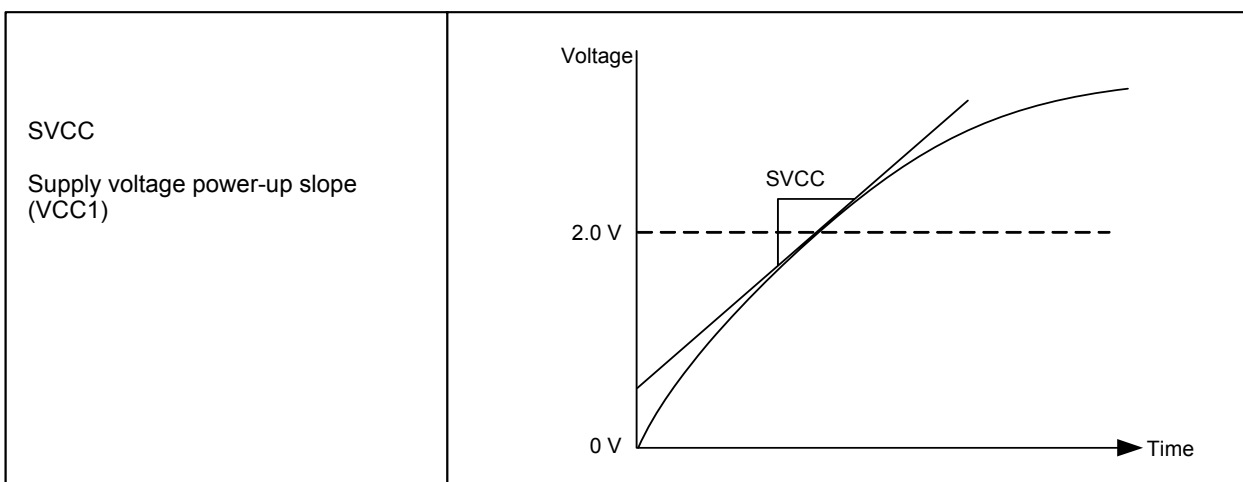 SVCC
Supply voltage power-up slope
(VCC1)
Voltage
SVCC
2.0 V
0 V
Time